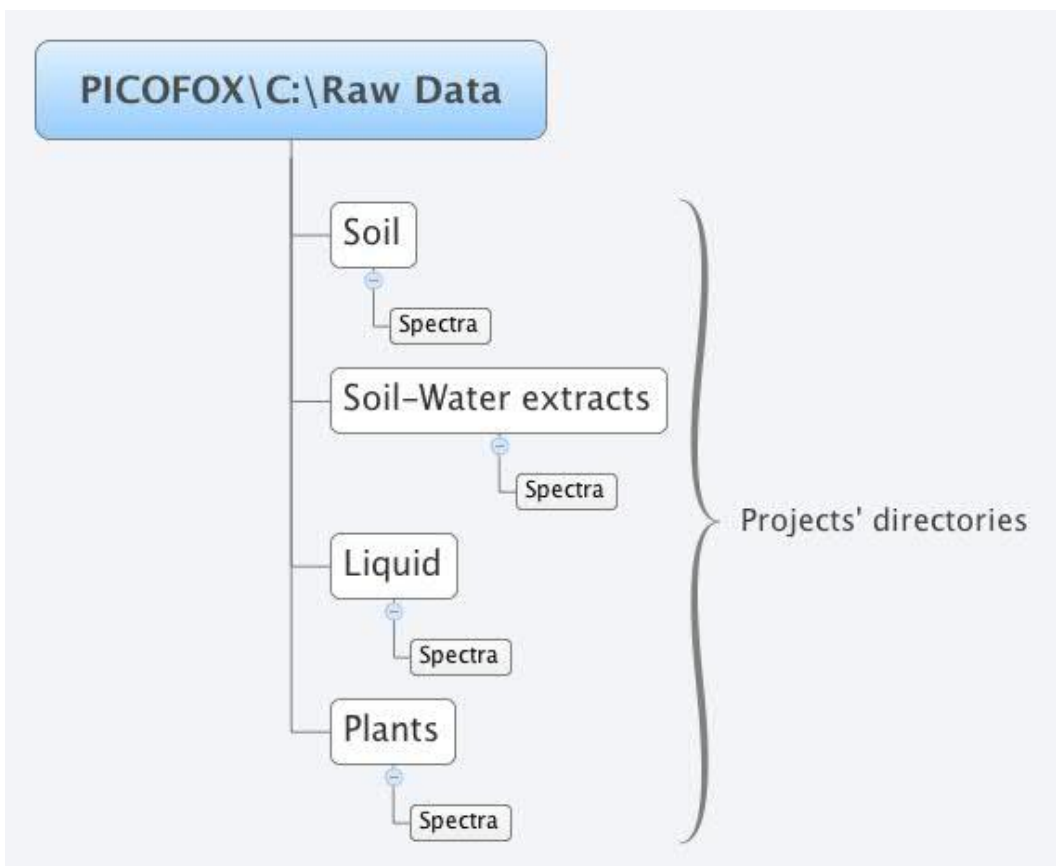 PICOFOX\C:\Raw Data
Soil
Spectra
Soil-Water extracts
Spectra
Projects' directories
Liquid
Spectra
Plants
Spectra